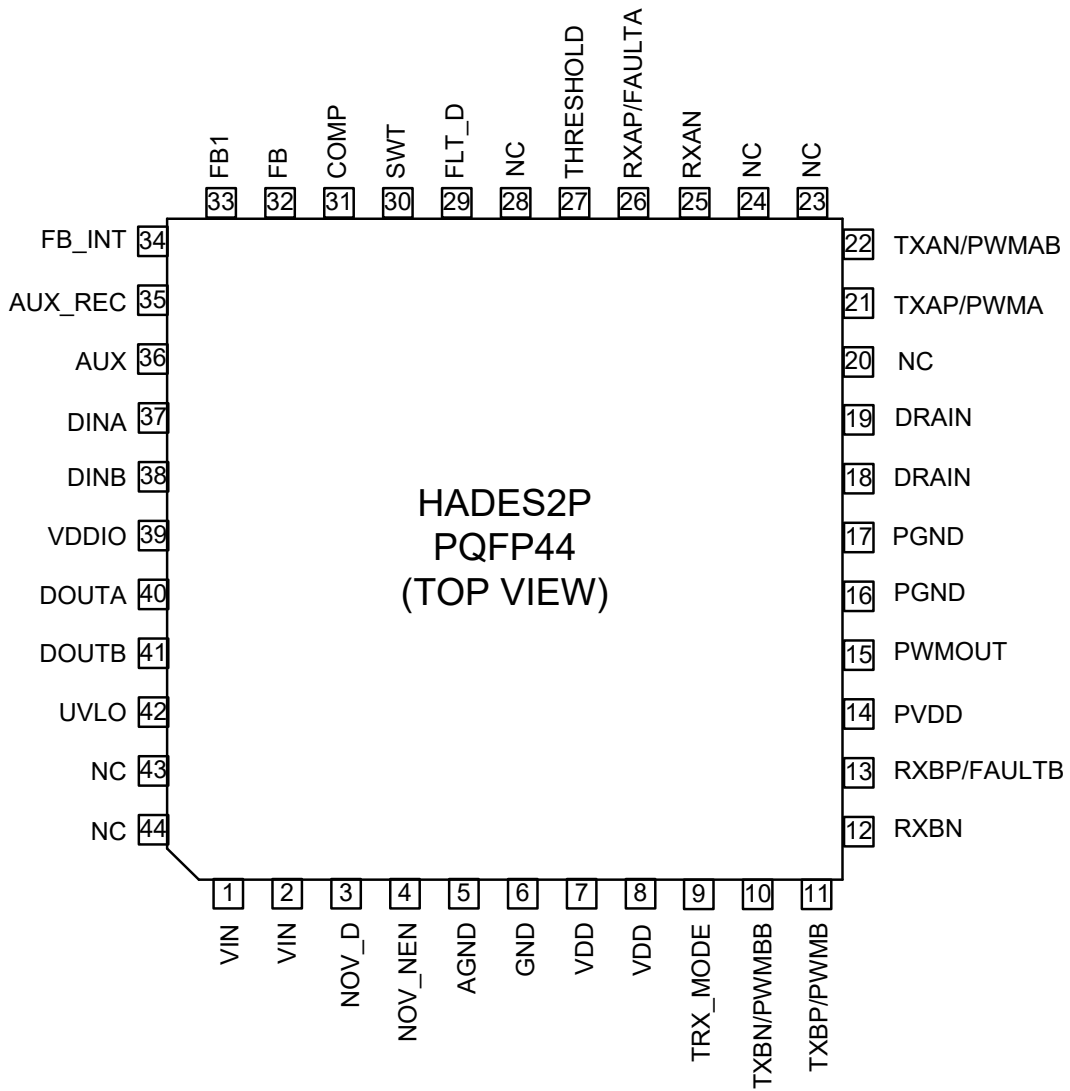 FB1
FB
COMP
SWT
FLT_D
NC
THRESHOLD
RXAP/FAULTA
RXAN
NC
NC
33 32 31 30 29 28 27 26 25 24 23
FB_INT 34
AUX_REC 35
AUX 36
DINA 37
DINB 38
VDDIO 39
DOUTA 40
DOUTB 41
UVLO 42
NC 43
NC 44
HADES2P
PQFP44
(TOP VIEW)
22 TXAN/PWMAB
21 TXAP/PWMA
20 NC
19 DRAIN
18 DRAIN
17 PGND
16 PGND
15 PWMOUT
14 PVDD
13 RXBP/FAULTB
12 RXBN
1 2 3 4 5 6 7 8 9 10 11
VIN
VIN
NOV_D
NOV_NEN
AGND
GND
VDD
VDD
TRX_MODE
TXBN/PWMBB
TXBP/PWMB